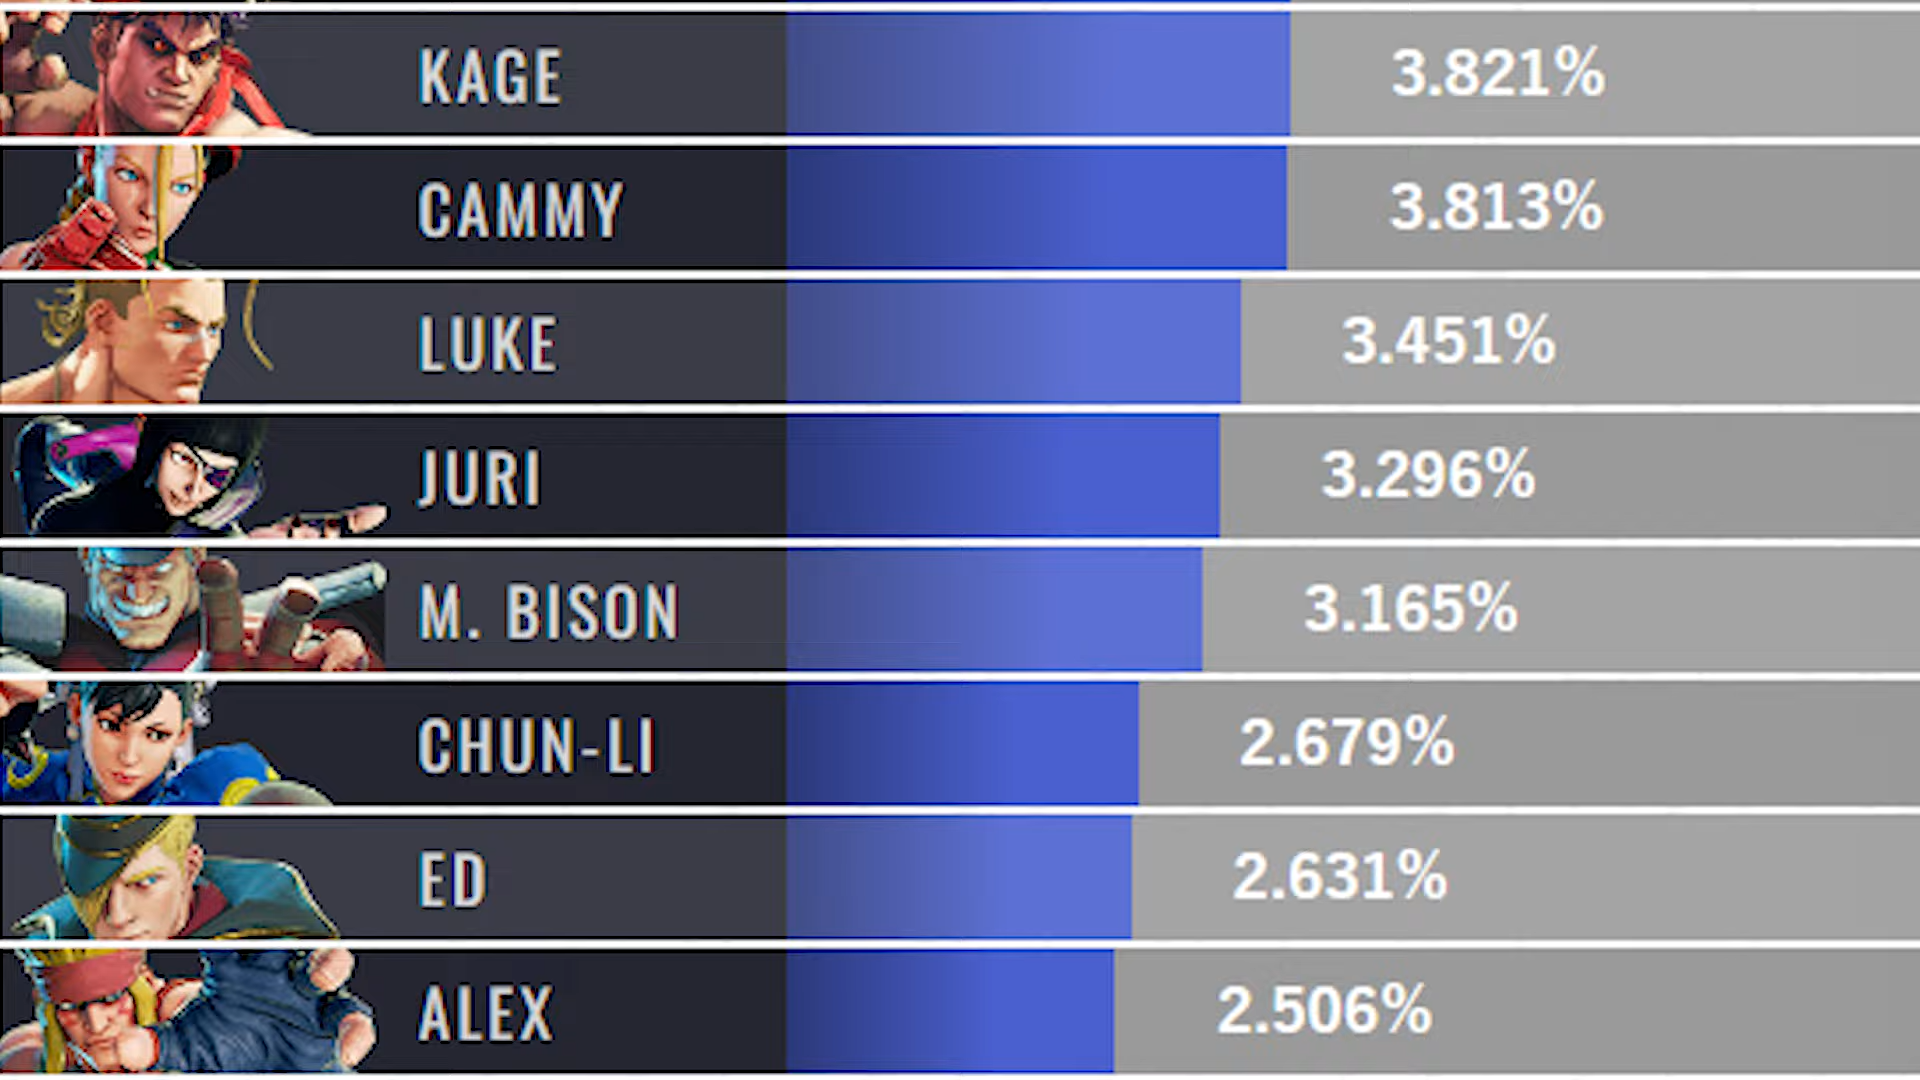 KAGE 3.821%
CAMMY 3.813%
LUKE 3.451%
JURI 3.296%
M. BISON 3.165%
CHUN-LI 2.679%
ED 2.631%
ALEX 2.506%